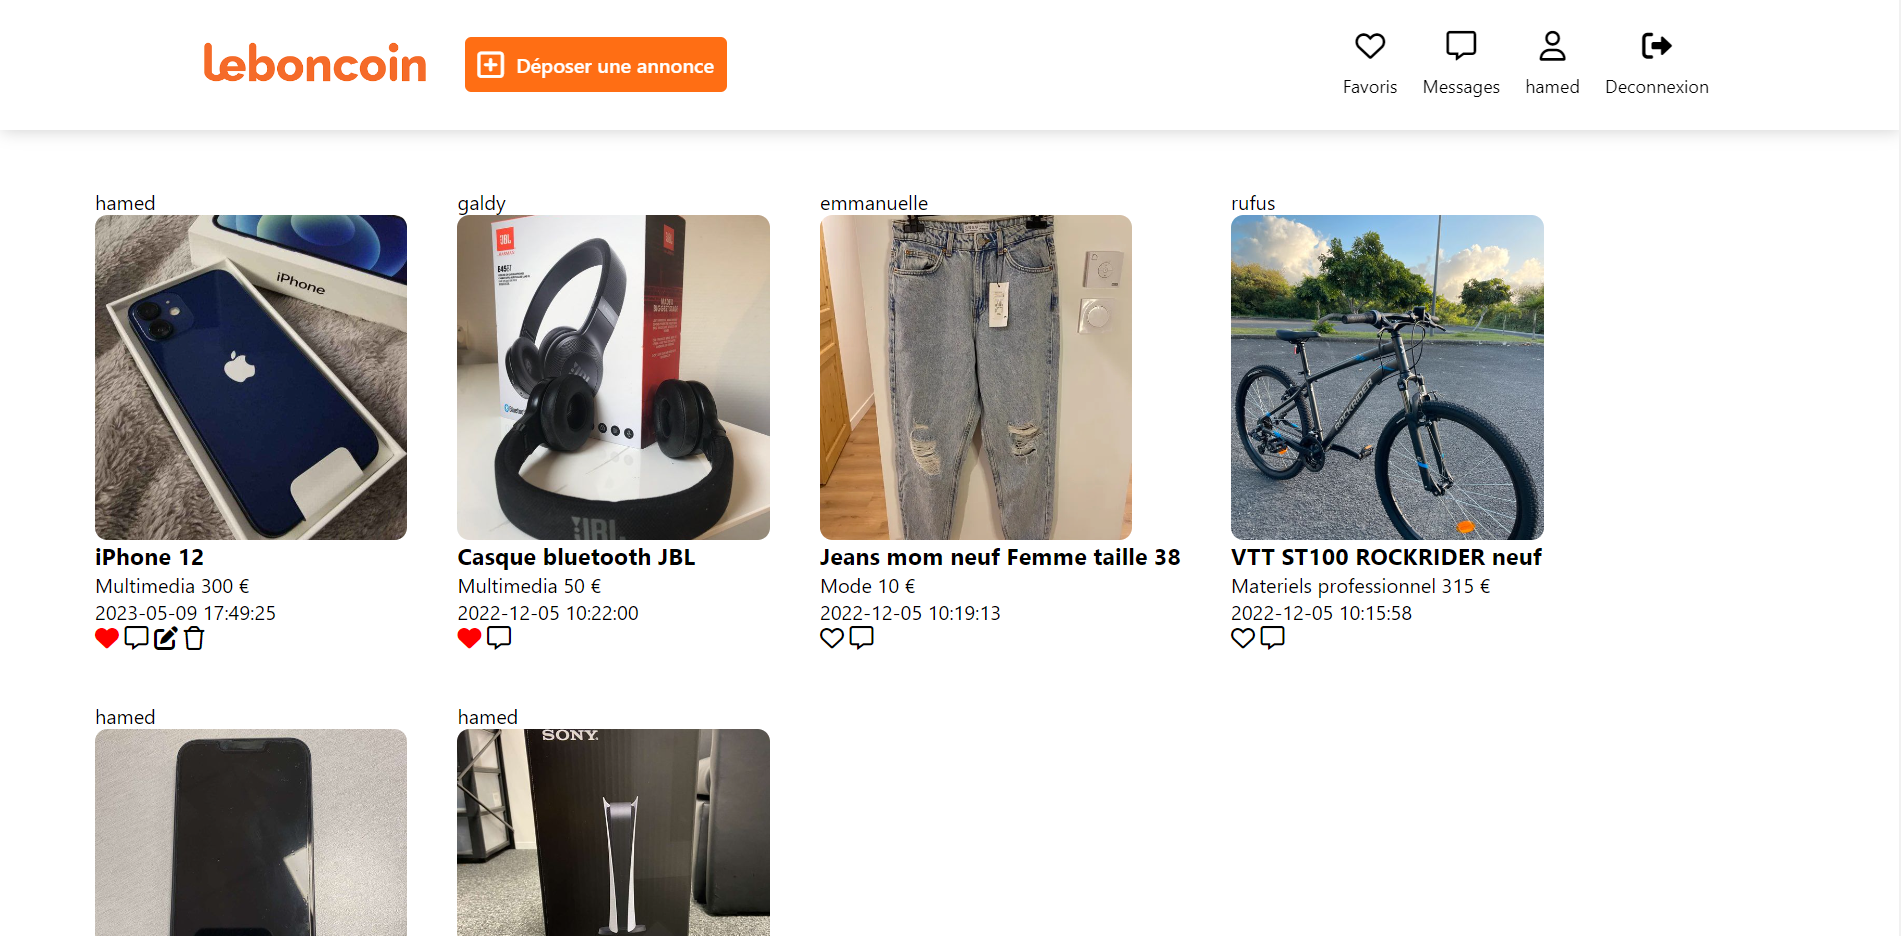 leboncoin
Déposer une annonce
Favoris
Messages
hamed
Deconnexion
hamed
galdy
emmanuelle
rufus
iPhone
JBL
HARMAN
E45BT
JBL
ROCKRIDER
iPhone 12
Casque bluetooth JBL
Jeans mom neuf Femme taille 38
VTT ST100 ROCKRIDER neuf
Multimedia 300 €
Multimedia 50 €
Mode 10 €
Materiels professionnel 315 €
2023-05-09 17:49:25
2022-12-05 10:22:00
2022-12-05 10:19:13
2022-12-05 10:15:58
hamed
hamed
SONY